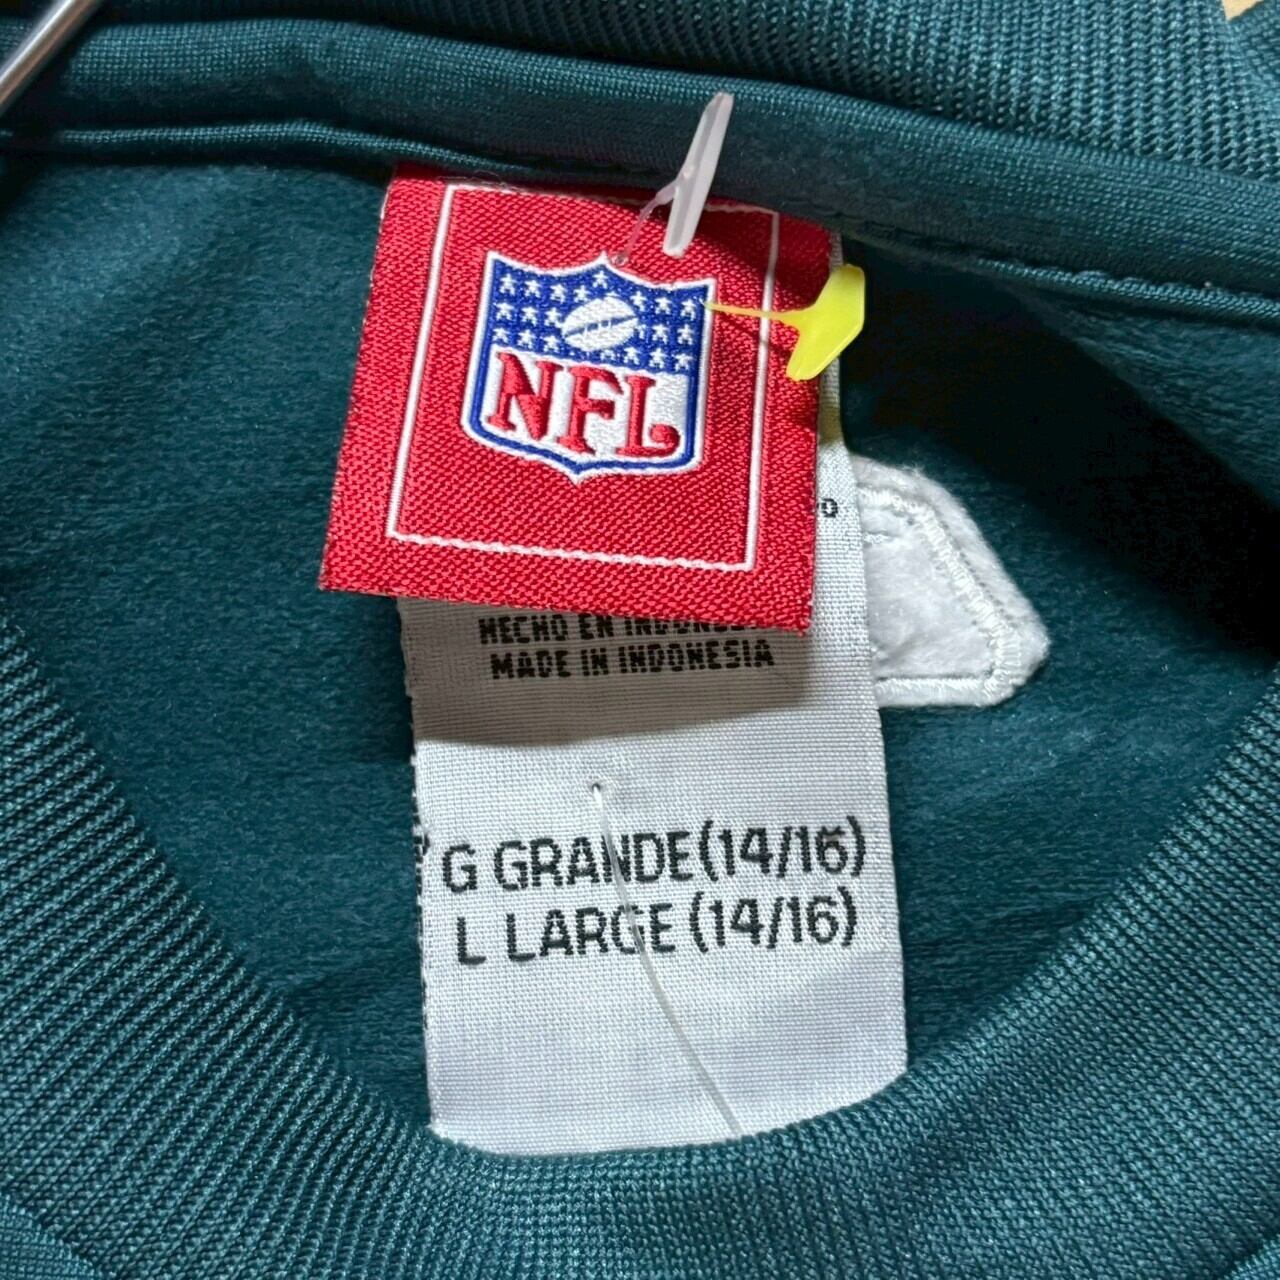 NFL
HECHO EN INDONESIA
MADE IN INDONESIA
G GRANDE (14/16)
L LARGE (14/16)